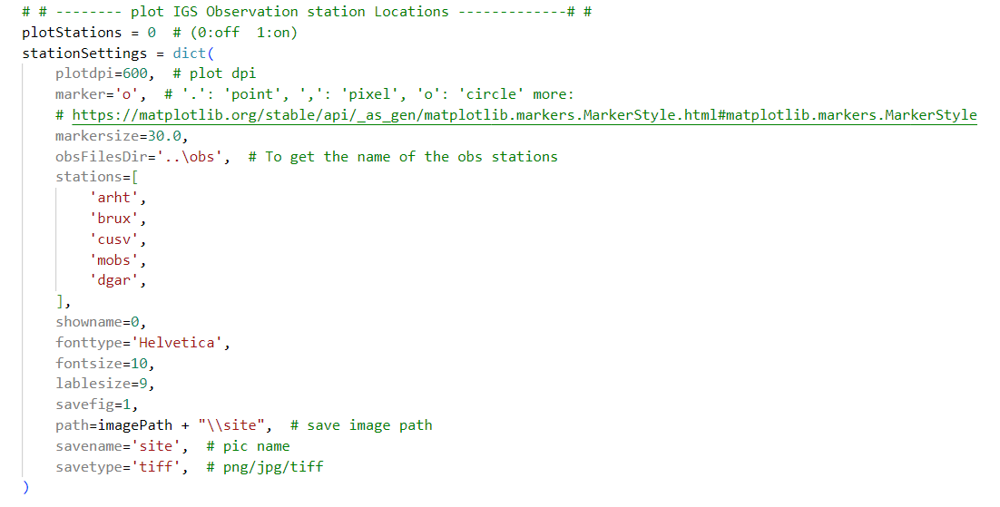 # # -------- plot IGS Observation station Locations -------------# #
plotStations = 0  # (0:off  1:on)
stationSettings = dict(
    plotdpi=600,  # plot dpi
    marker='o',  # '.': 'point', ',': 'pixel', 'o': 'circle' more:
    # https://matplotlib.org/stable/api/_as_gen/matplotlib.markers.MarkerStyle.html#matplotlib.markers.MarkerStyle
    markersize=30.0,
    obsFilesDir='..\obs',  # To get the name of the obs stations
    stations=[
        'arht',
        'brux',
        'cusv',
        'mobs',
        'dgar',
    ],
    showname=0,
    fonttype='Helvetica',
    fontsize=10,
    lablesize=9,
    savefig=1,
    path=imagePath + "\\site",  # save image path
    savename='site',  # pic name
    savetype='tiff',  # png/jpg/tiff
)